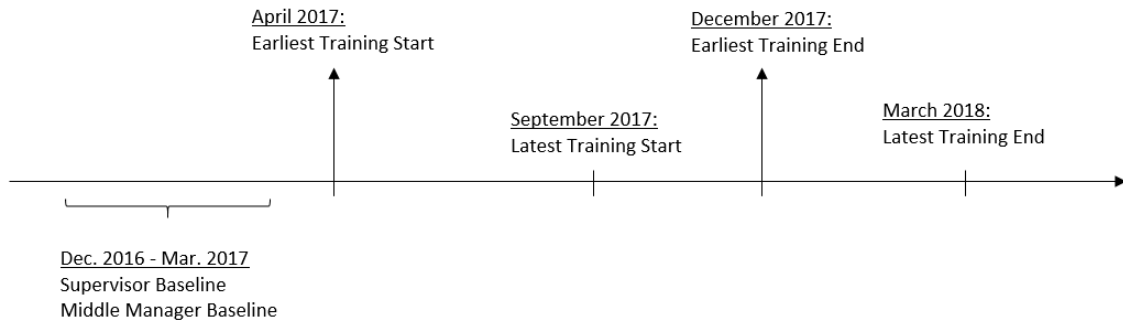 April 2017:
Earliest Training Start
December 2017:
Earliest Training End
September 2017:
Latest Training Start
March 2018:
Latest Training End
Dec. 2016 - Mar. 2017
Supervisor Baseline
Middle Manager Baseline